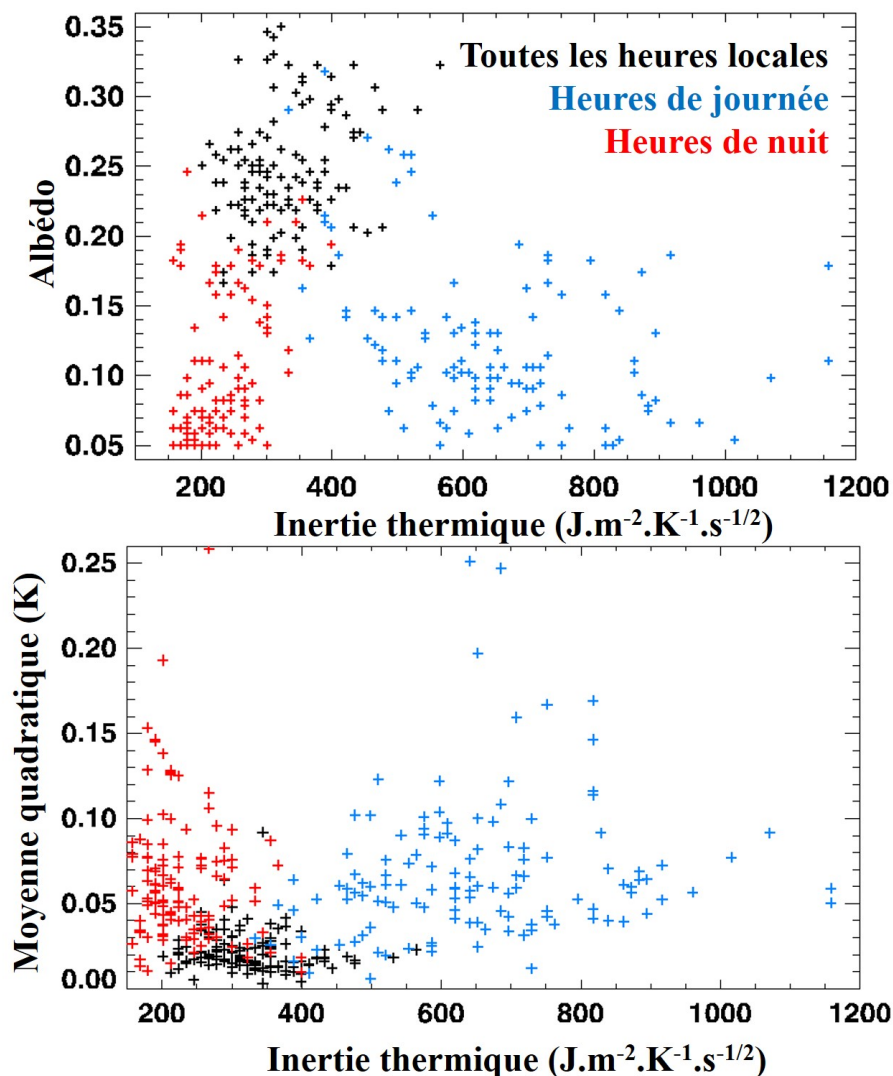 0.35
0.30
0.25
0.20
0.15
0.10
0.05
Albédo
Toutes les heures locales
Heures de journée
Heures de nuit
200 400 600 800 1000 1200
Inertie thermique (J.m⁻².K⁻¹.s⁻¹/²)
0.25
0.20
0.15
0.10
0.05
0.00
Moyenne quadratique (K)
200 400 600 800 1000 1200
Inertie thermique (J.m⁻².K⁻¹.s⁻¹/²)